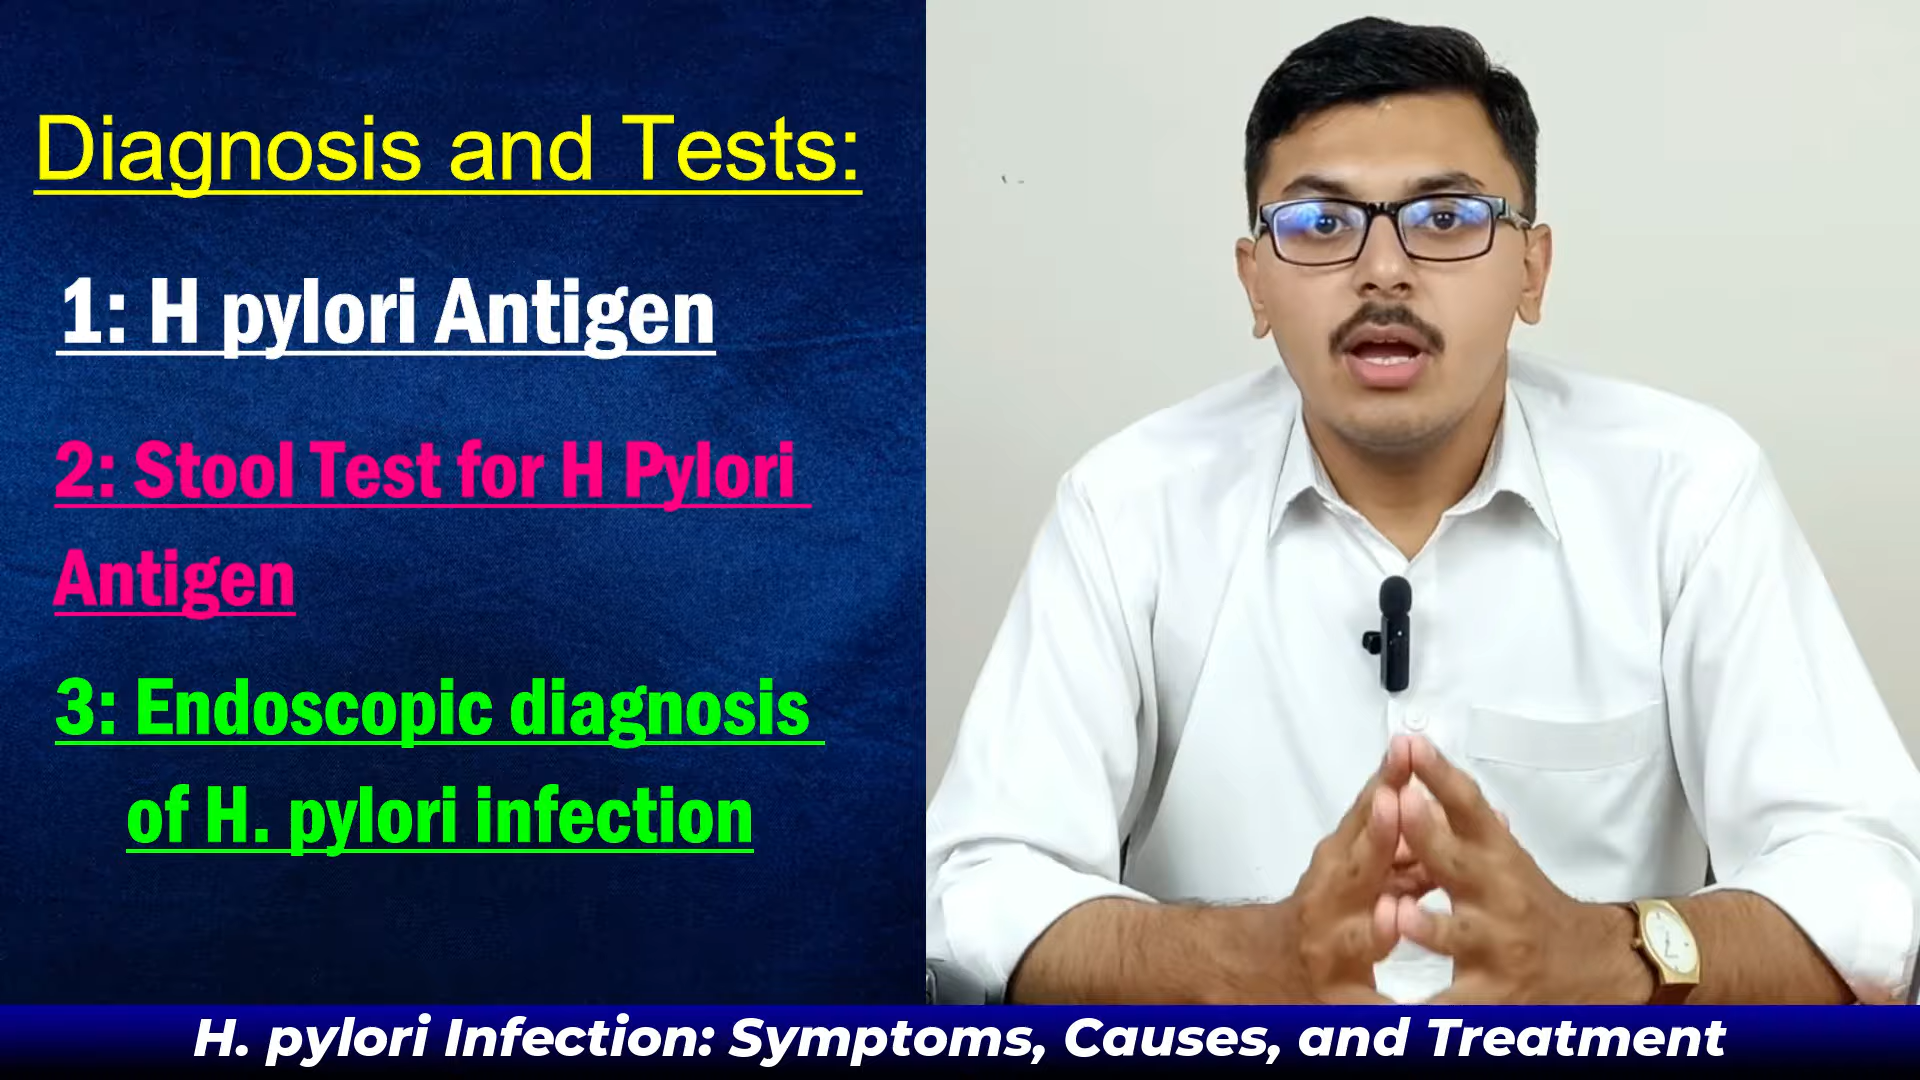 Diagnosis and Tests:
1: H pylori Antigen
2: Stool Test for H Pylori
Antigen
3: Endoscopic diagnosis
of H. pylori infection
H. pylori Infection: Symptoms, Causes, and Treatment